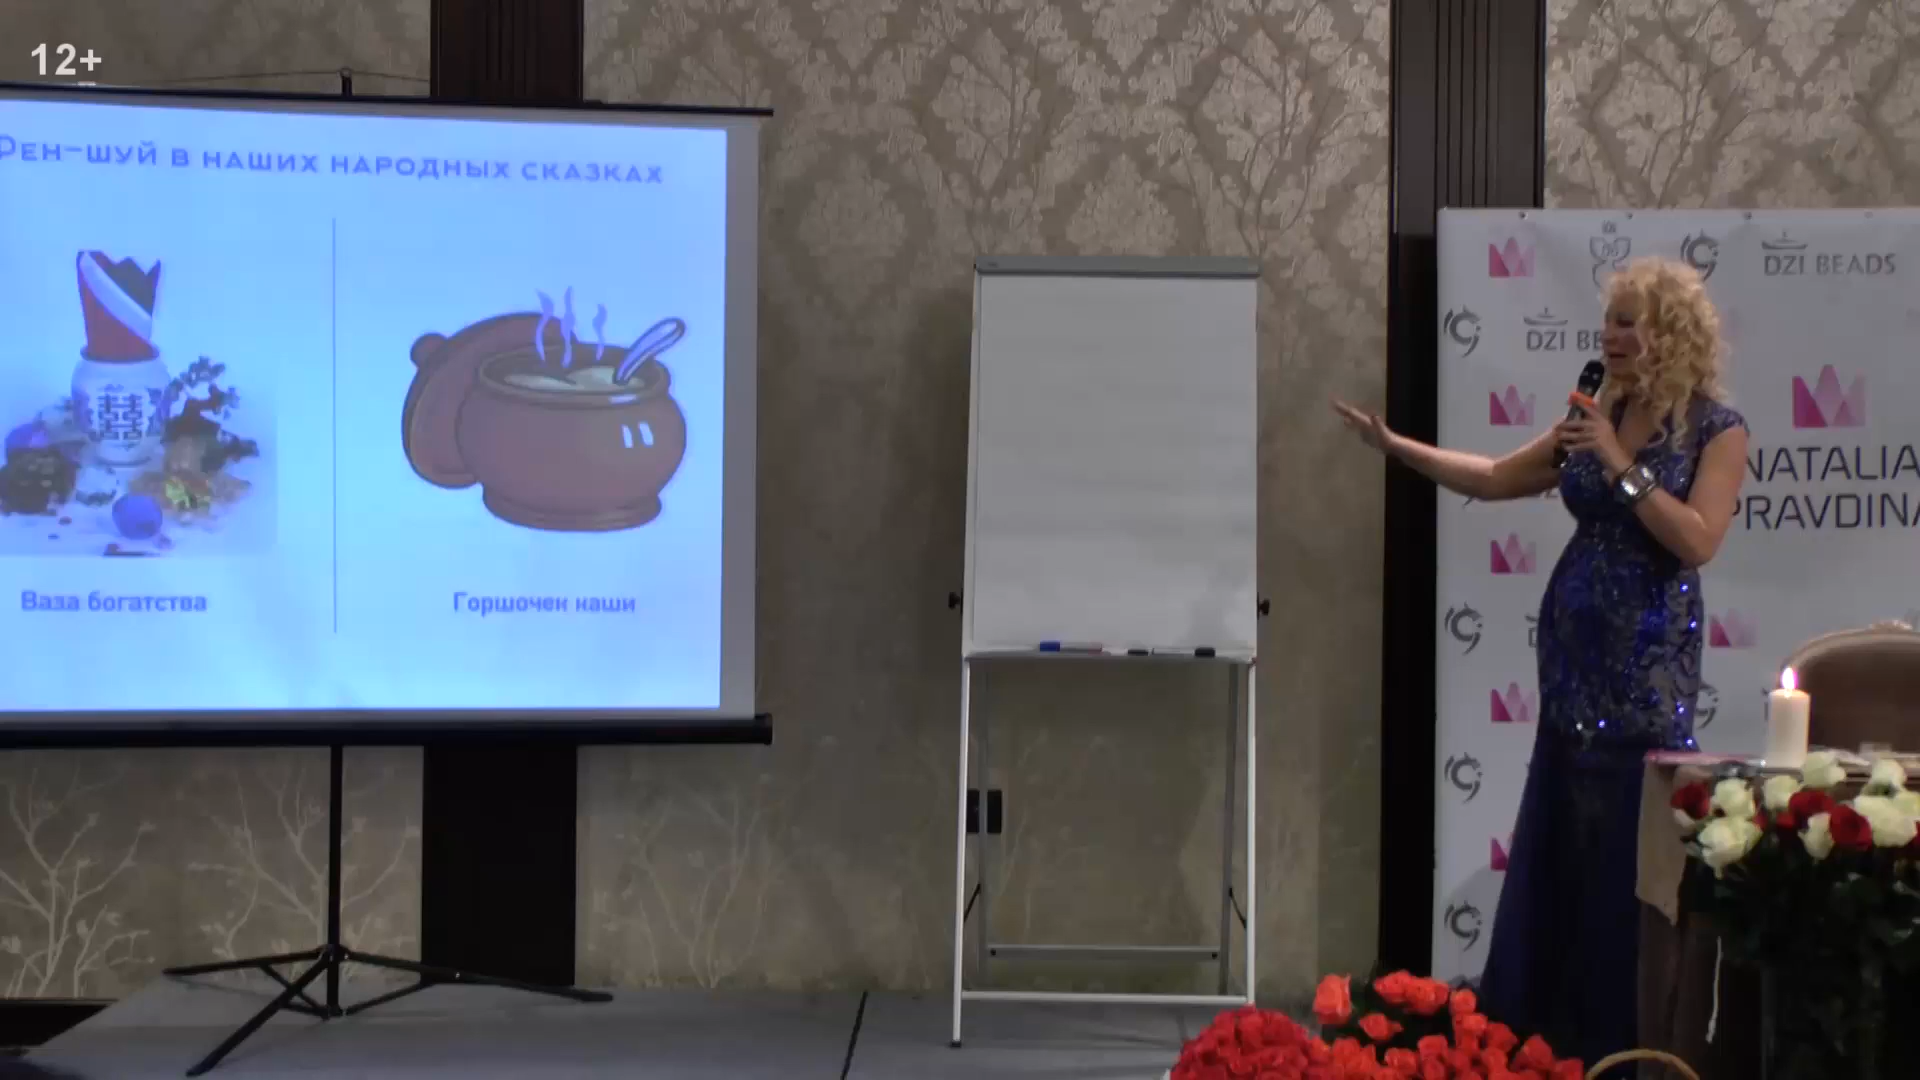 12+
Фен-шуй в наших народных сказках
Ваза богатства
Горшочек каши
DZI BEADS
DZI BE
NATALIA
PRAVDINA